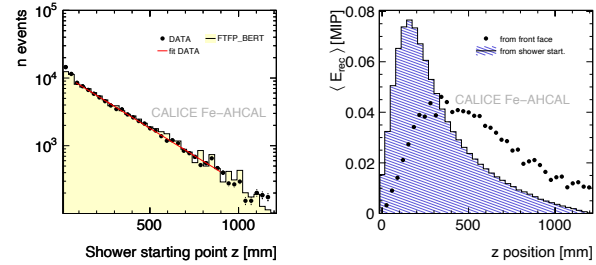 n events
10⁵
10⁴
10³
DATA
FTFP_BERT
fit DATA
CALICE Fe-AHCAL
500
1000
Shower starting point z [mm]
⟨ E_rec ⟩ [MIP]
0.08
0.06
0.04
0.02
0
from front face
from shower start.
CALICE Fe-AHCAL
0
500
1000
z position [mm]